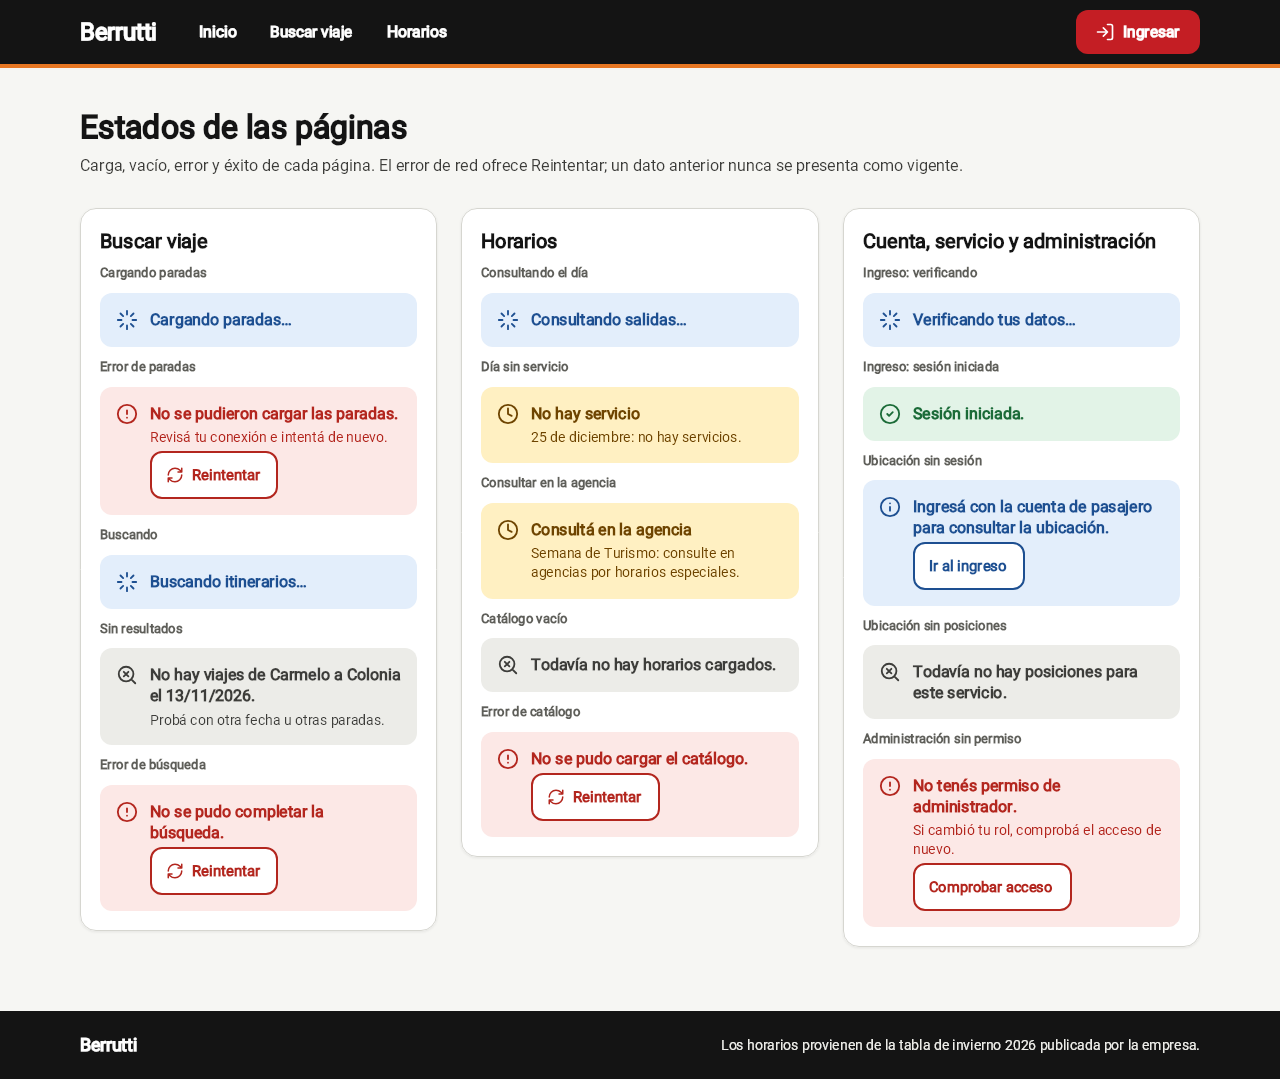 Berrutti
Inicio
Buscar viaje
Horarios
Ingresar
Estados de las páginas
Carga, vacío, error y éxito de cada página. El error de red ofrece Reintentar; un dato anterior nunca se presenta como vigente.
Buscar viaje
Cargando paradas
Cargando paradas…
Error de paradas
No se pudieron cargar las paradas.
Revisá tu conexión e intentá de nuevo.
Reintentar
Buscando
Buscando itinerarios…
Sin resultados
No hay viajes de Carmelo a Colonia
el 13/11/2026.
Probá con otra fecha u otras paradas.
Error de búsqueda
No se pudo completar la
búsqueda.
Reintentar
Horarios
Consultando el día
Consultando salidas…
Día sin servicio
No hay servicio
25 de diciembre: no hay servicios.
Consultar en la agencia
Consultá en la agencia
Semana de Turismo: consulte en
agencias por horarios especiales.
Catálogo vacío
Todavía no hay horarios cargados.
Error de catálogo
No se pudo cargar el catálogo.
Reintentar
Cuenta, servicio y administración
Ingreso: verificando
Verificando tus datos…
Ingreso: sesión iniciada
Sesión iniciada.
Ubicación sin sesión
Ingresá con la cuenta de pasajero
para consultar la ubicación.
Ir al ingreso
Ubicación sin posiciones
Todavía no hay posiciones para
este servicio.
Administración sin permiso
No tenés permiso de
administrador.
Si cambió tu rol, comprobá el acceso de
nuevo.
Comprobar acceso
Berrutti
Los horarios provienen de la tabla de invierno 2026 publicada por la empresa.